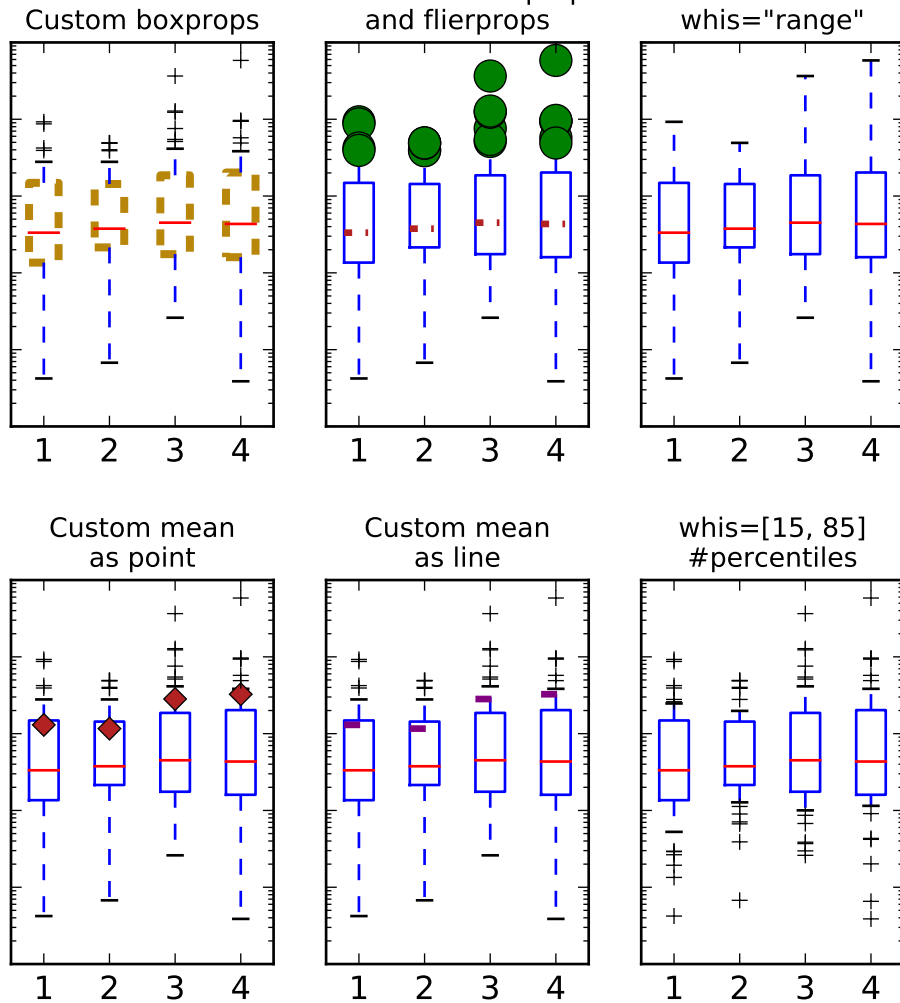 Custom boxprops
and flierprops
whis="range"
1 2 3 4
1 2 3 4
1 2 3 4
Custom mean
as point
Custom mean
as line
whis=[15, 85]
#percentiles
1 2 3 4
1 2 3 4
1 2 3 4